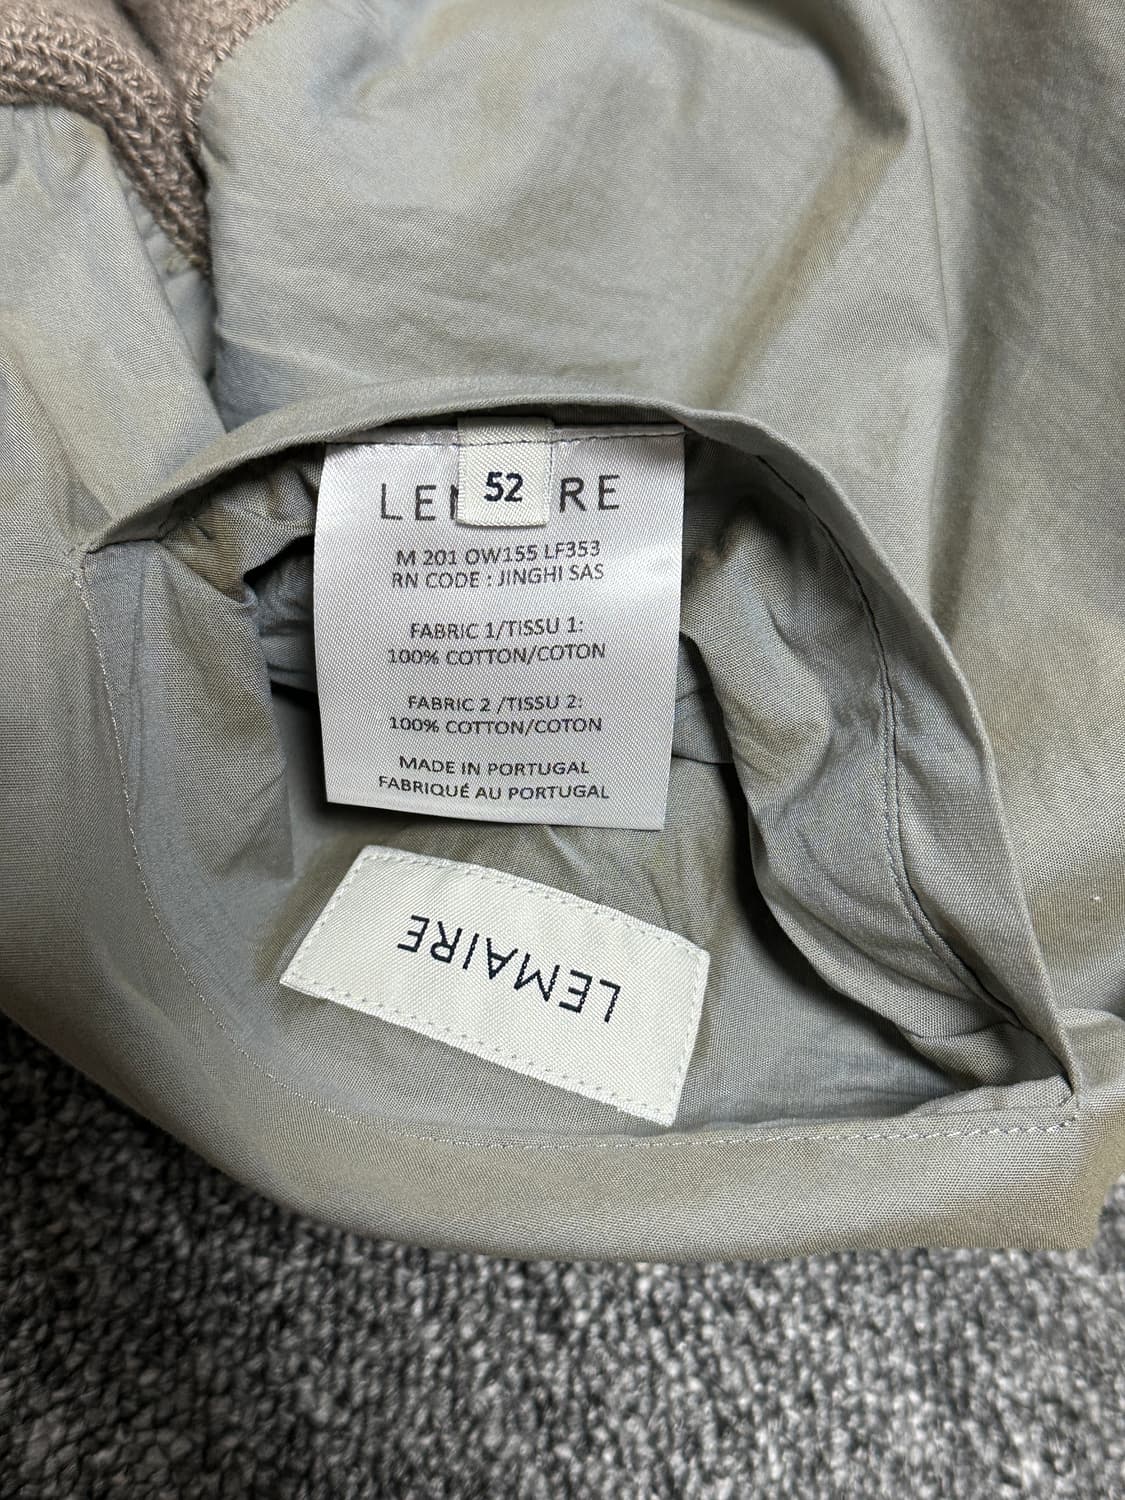 52
LE RE
M 201 OW155 LF353
RN CODE : JINGHI SAS
FABRIC 1/TISSU 1:
100% COTTON/COTON
FABRIC 2 /TISSU 2:
100% COTTON/COTON
MADE IN PORTUGAL
FABRIQUÉ AU PORTUGAL
LEMAIRE